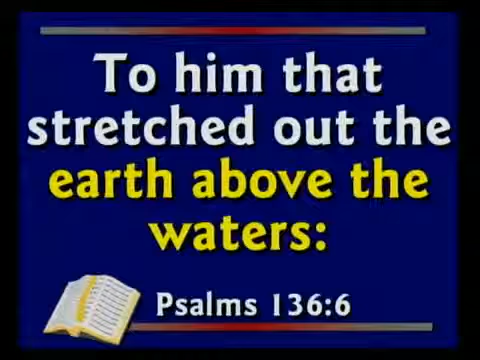 To him that
stretched out the
earth above the
waters:
Psalms 136:6